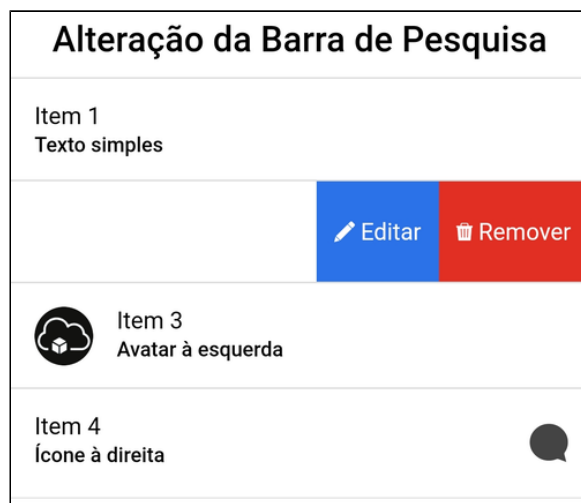 Alteração da Barra de Pesquisa
Item 1
Texto simples
Editar Remover
Item 3
Avatar à esquerda
Item 4
Ícone à direita